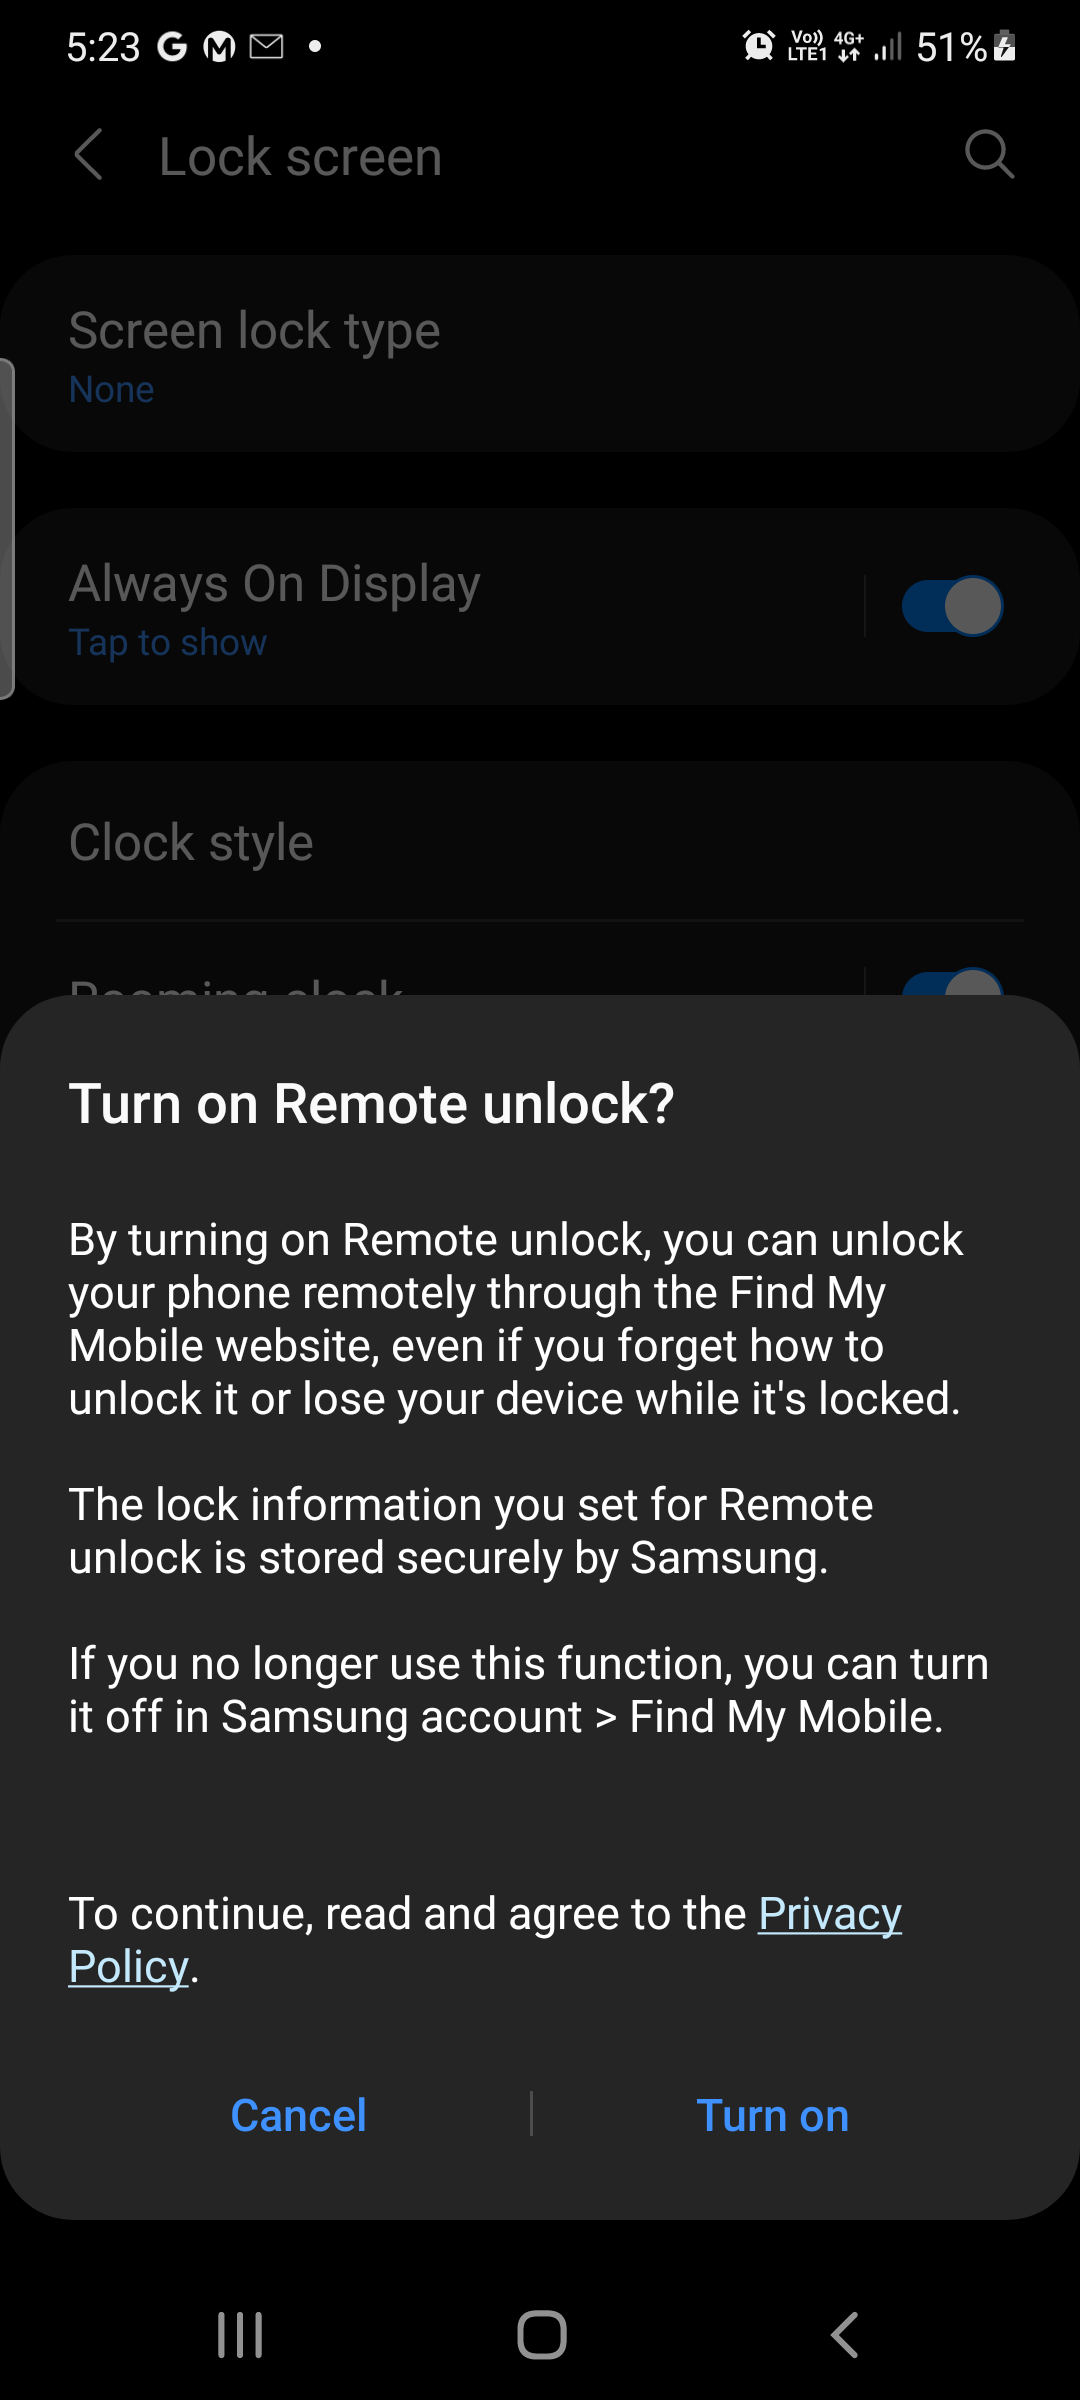 5:23
Vo)) LTE1 4G+ 51%
Lock screen
Screen lock type
None
Always On Display
Tap to show
Clock style
Roaming clock
Turn on Remote unlock?
By turning on Remote unlock, you can unlock
your phone remotely through the Find My
Mobile website, even if you forget how to
unlock it or lose your device while it's locked.
The lock information you set for Remote
unlock is stored securely by Samsung.
If you no longer use this function, you can turn
it off in Samsung account > Find My Mobile.
To continue, read and agree to the Privacy
Policy.
Cancel
Turn on